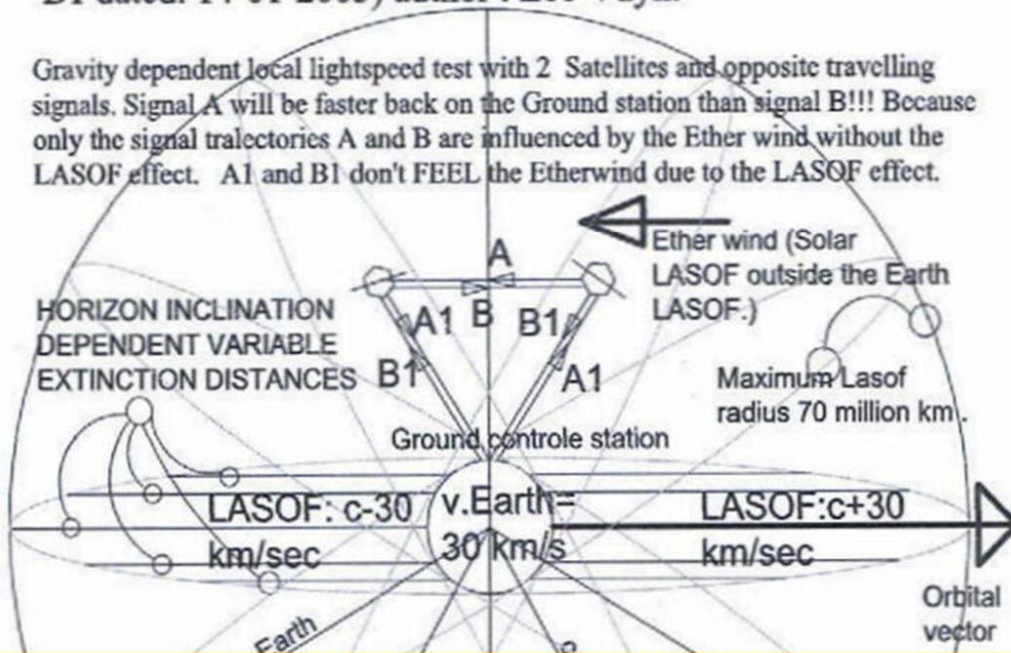 Gravity dependent local lightspeed test with 2 Satellites and opposite travelling
signals. Signal A will be faster back on the Ground station than signal B!!! Because
only the signal tralectories A and B are influenced by the Ether wind without the
LASOF effect. A1 and B1 don't FEEL the Etherwind due to the LASOF effect.
Ether wind (Solar
LASOF outside the Earth
LASOF.)
A
B
A1
B1
B1
A1
HORIZON INCLINATION
DEPENDENT VARIABLE
EXTINCTION DISTANCES
Maximum Lasof
radius 70 million km.
Ground controle station
LASOF: c-30
km/sec
v.Earth=
30 km/s
LASOF:c+30
km/sec
Orbital
vector
Earth